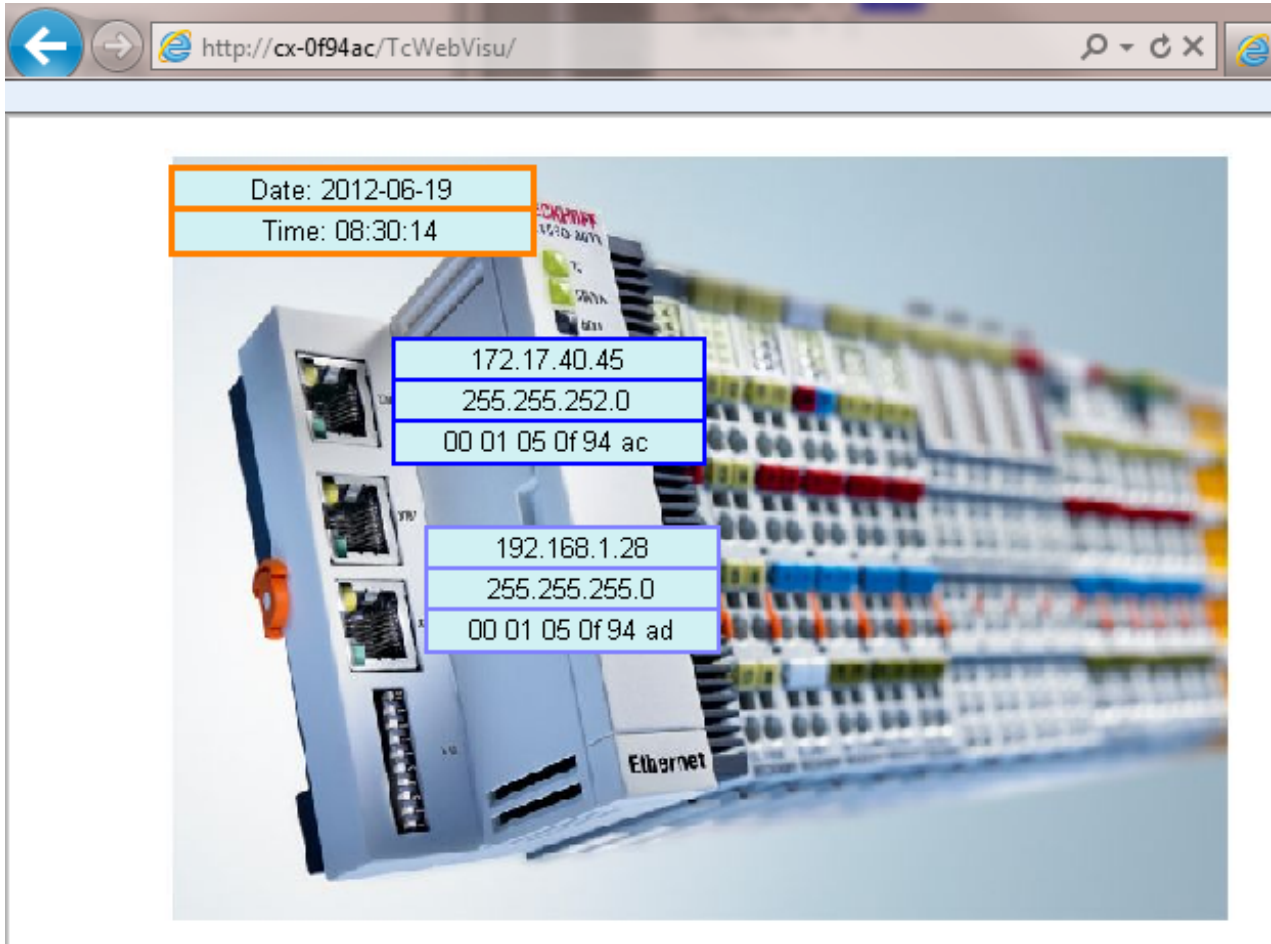 http://cx-0f94ac/TcWebVisu/
Date: 2012-06-19
Time: 08:30:14
172.17.40.45
255.255.252.0
00 01 05 0f 94 ac
192.168.1.28
255.255.255.0
00 01 05 0f 94 ad
Ethernet